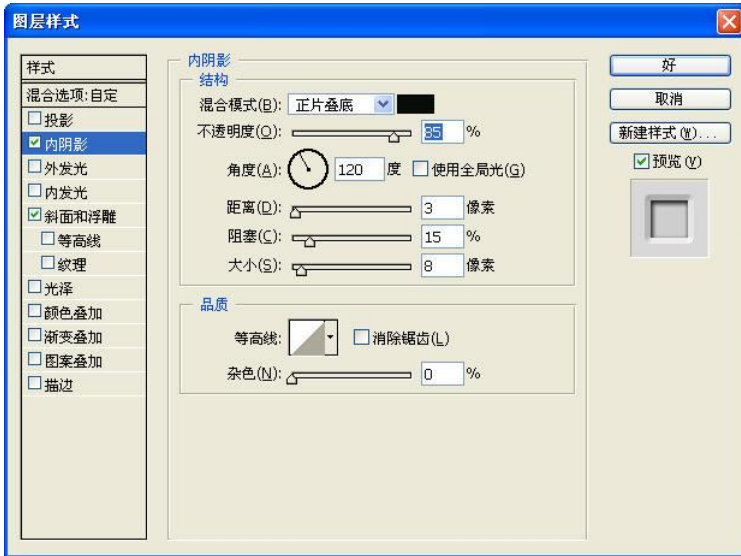 图层样式
样式
混合选项:自定
投影
内阴影
外发光
内发光
斜面和浮雕
等高线
纹理
光泽
颜色叠加
渐变叠加
图案叠加
描边
内阴影
结构
混合模式(B): 正片叠底
不透明度(O): 85 %
角度(A): 120 度 使用全局光(G)
距离(D): 3 像素
阻塞(C): 15 %
大小(S): 8 像素
品质
等高线: 消除锯齿(L)
杂色(N): 0 %
好
取消
新建样式(W)...
预览(V)